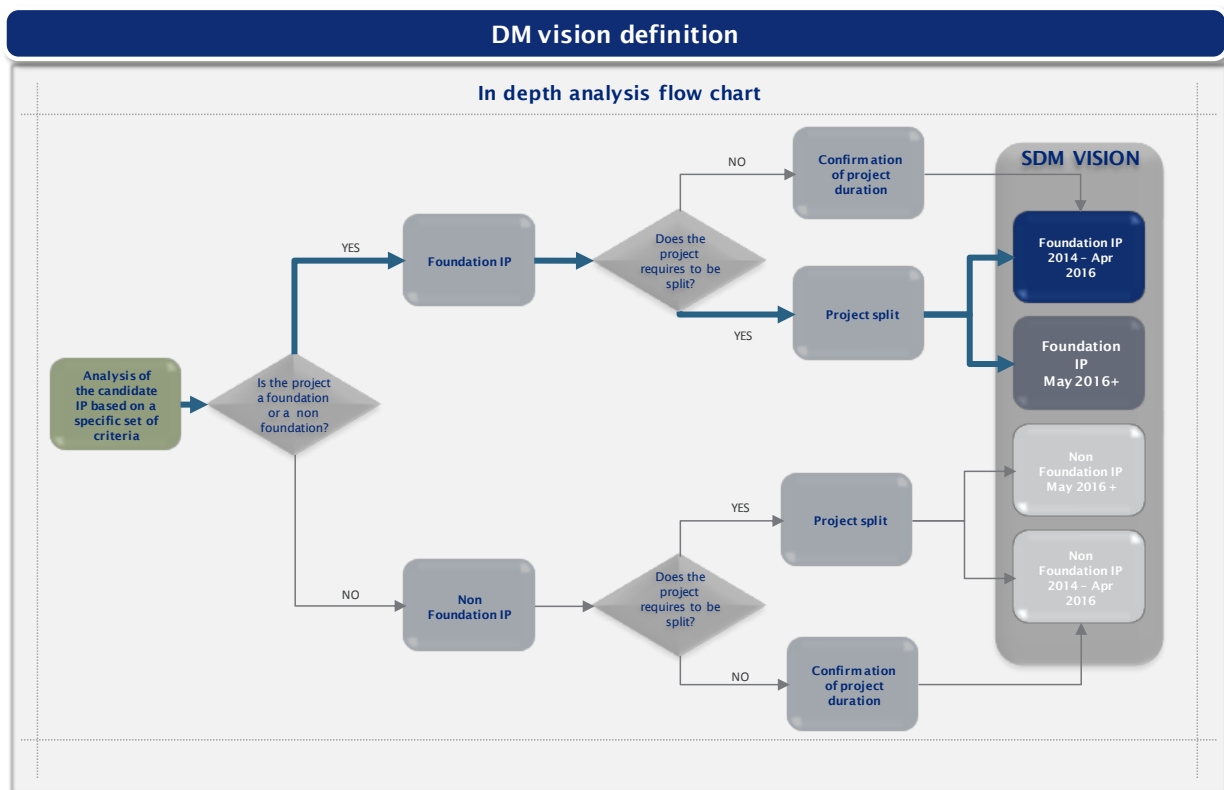 DM vision definition
In depth analysis flow chart
Confirmation
of project
duration
SDM VISION
NO
Foundation IP
2014 – Apr
2016
Does the
project
requires to be
split?
YES
Foundation IP
Project split
YES
Foundation
IP
May 2016+
Analysis of
the candidate
IP based on a
specific set of
criteria
Is the project
a foundation
or a non
foundation?
Non
Foundation IP
May 2016 +
YES
Project split
Non
Foundation IP
2014 – Apr
2016
Does the
project
requires to be
split?
NO
Non
Foundation IP
NO
Confirmation
of project
duration